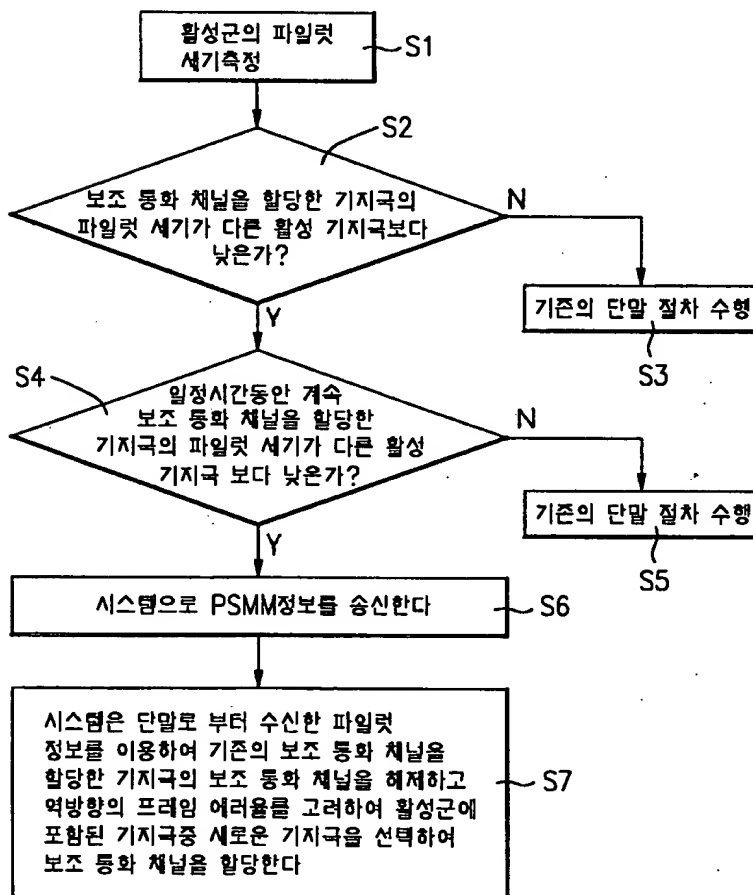 활성군의 파일럿
세기측정
S1
S2
보조 통화 채널을 할당한 기지국의
파일럿 세기가 다른 활성 기지국보다
낮은가?
N
Y
기존의 단말 절차 수행
S3
S4
일정시간동안 계속
보조 통화 채널을 할당한
기지국의 파일럿 세기가 다른 활성
기지국 보다 낮은가?
N
Y
기존의 단말 절차 수행
S5
시스템으로 PSMM정보를 송신한다
S6
시스템은 단말로 부터 수신한 파일럿
정보를 이용하여 기존의 보조 통화 채널을
할당한 기지국의 보조 통화 채널을 해제하고
역방향의 프레임 에러율를 고려하여 활성군에
포함된 기지국중 새로운 기지국을 선택하여
보조 통화 채널을 할당한다
S7